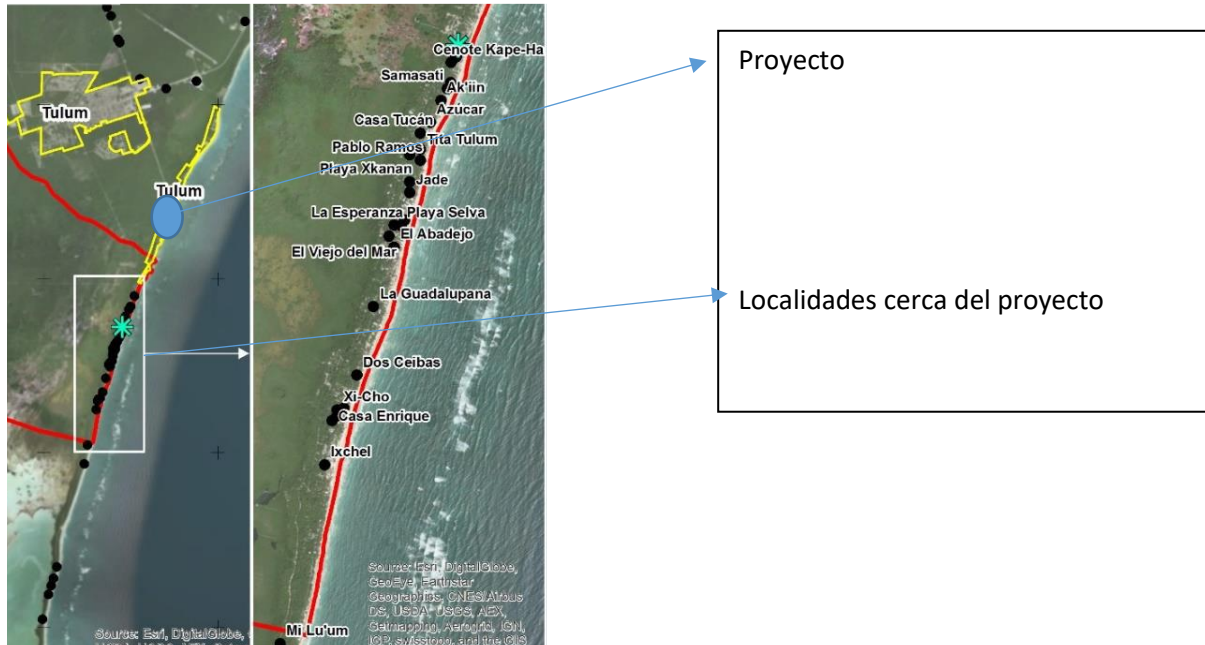 Tulum
Tulum
Source: Esri, DigitalGlobe,
Cenote Kape-Ha
Samasati
Ak'iin
Azúcar
Casa Tucán
Tita Tulum
Pablo Ramos
Playa Xkanan
Jade
La Esperanza Playa Selva
El Abadejo
El Viejo del Mar
La Guadalupana
Dos Ceibas
Xi-Cho
Casa Enrique
Ixchel
Mi Lu'um
Source: Esri, DigitalGlobe,
GeoEye, Earthstar
Geographics, CNES/Airbus
DS, USDA, USGS, AEX,
Getmapping, Aerogrid, IGN,
IGP, swisstopo, and the GIS
Proyecto
Localidades cerca del proyecto